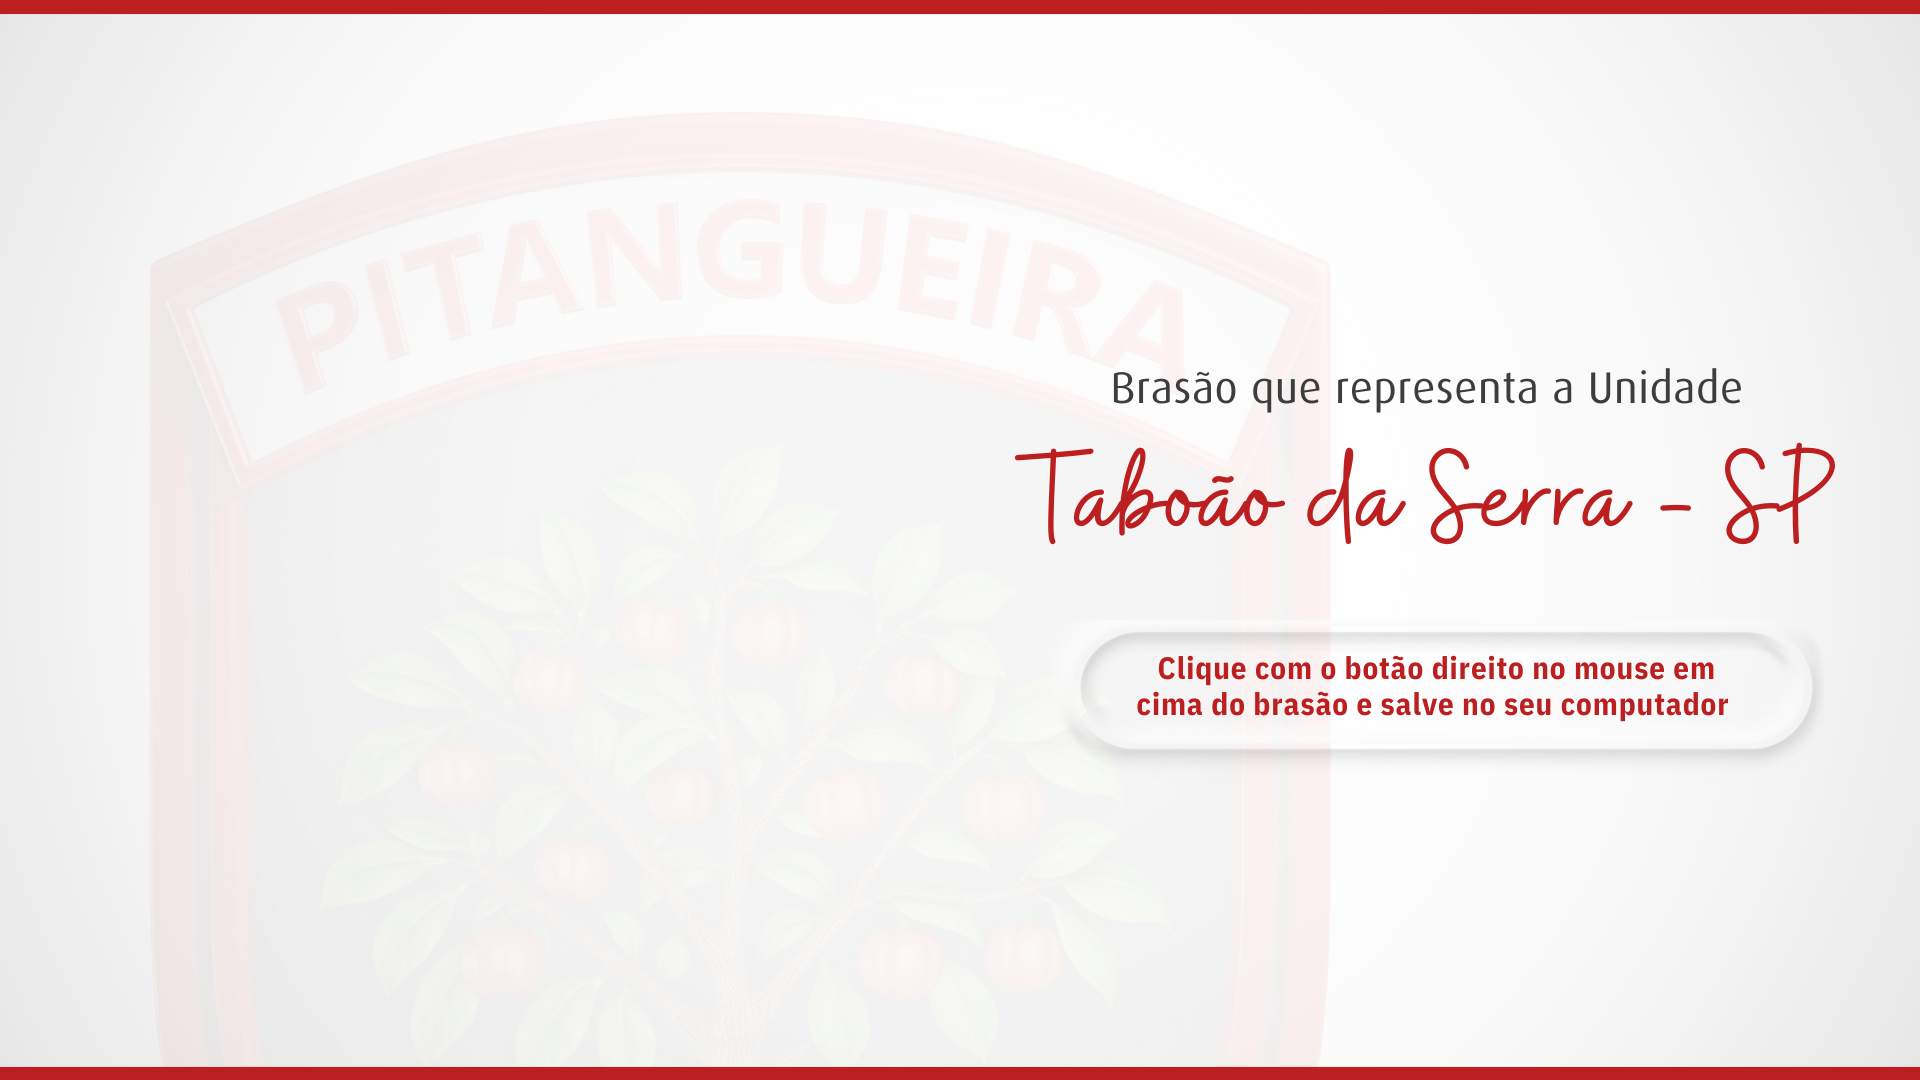 PITANGUEIRA
Brasão que representa a Unidade
Taboão da Serra - SP
Clique com o botão direito no mouse em
cima do brasão e salve no seu computador